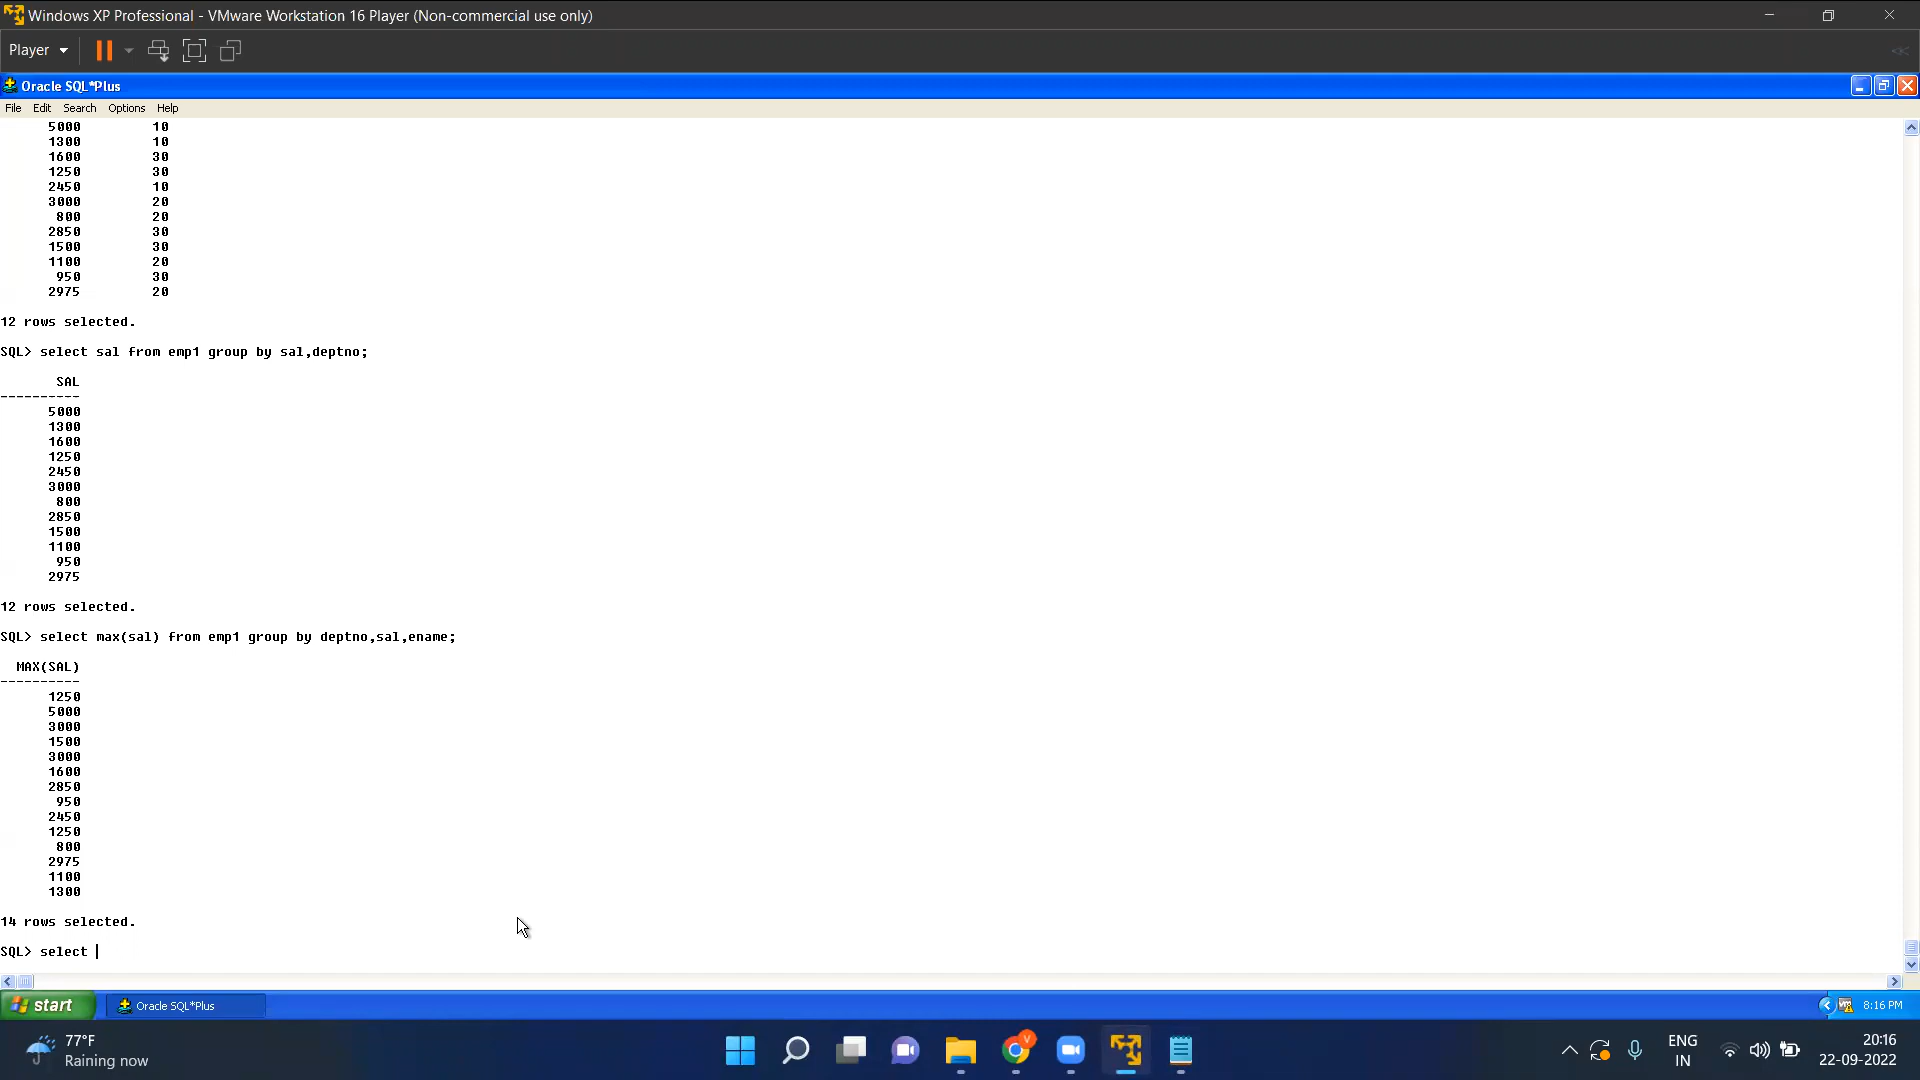 Windows XP Professional - VMware Workstation 16 Player (Non-commercial use only)
Player
Oracle SQL*Plus
File Edit Search Options Help
5000 10
1300 10
1600 30
1250 30
2450 10
3000 20
800 20
2850 30
1500 30
1100 20
950 30
2975 20
12 rows selected.
SQL> select sal from emp1 group by sal,deptno;
SAL
----------
5000
1300
1600
1250
2450
3000
800
2850
1500
1100
950
2975
12 rows selected.
SQL> select max(sal) from emp1 group by deptno,sal,ename;
MAX(SAL)
----------
1250
5000
3000
1500
3000
1600
2850
950
2450
1250
800
2975
1100
1300
14 rows selected.
SQL> select
start Oracle SQL*Plus 8:16 PM
77°F
Raining now
V
ENG
IN
20:16
22-09-2022